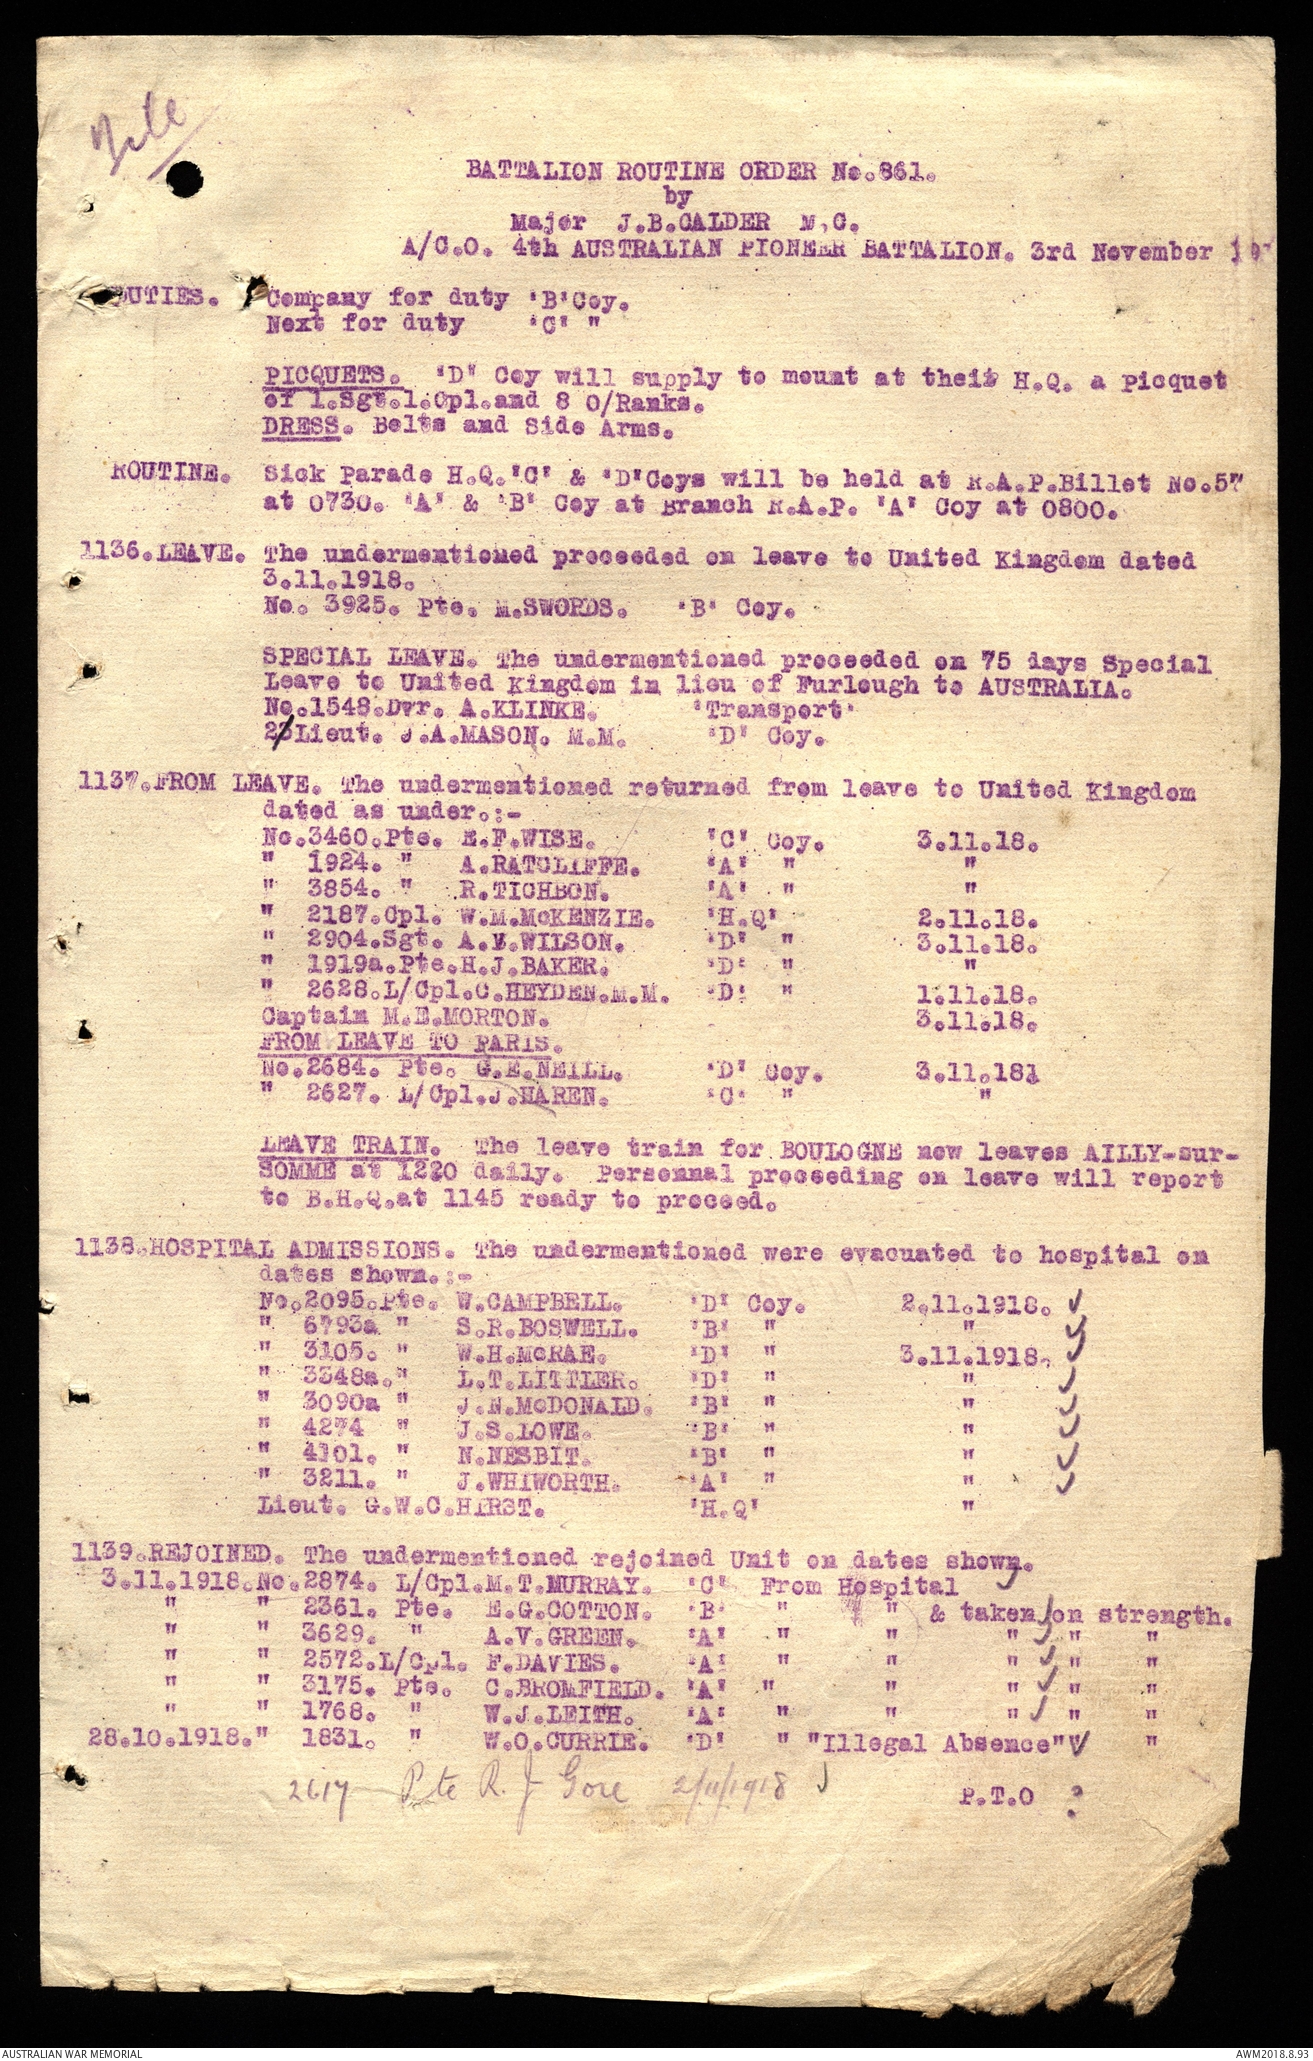 File
BATTALION ROUTINE ORDER No.861.
by
Major J.B.CALDER M,C.
A/C.O. 4th AUSTRALIAN PIONEER BATTALION. 3rd November
DUTIES. Company for duty 'B'Coy.
Next for duty 'C' "
PICQUETS. 'D' Coy will supply to mount at their H.Q. a picquet
of 1.Sgt.1.Cpl.and 8 O/Ranks.
DRESS. Belts and Side Arms.
ROUTINE. Sick Parade H.Q.'C' & 'D'Coys will be held at R.A.P.Billet No.57
at 0730. 'A' & 'B' Coy at Branch R.A.P. 'A' Coy at 0800.
1136.LEAVE. The undermentioned proceeded on leave to United Kingdom dated
3.11.1918.
No. 3925. Pte. M.SWORDS. 'B' Coy.
SPECIAL LEAVE. The undermentioned proceeded on 75 days Special
Leave to United Kingdom in lieu of Furlough to AUSTRALIA.
No.1548.Dvr. A.KLINKE. 'Transport'
2/Lieut. J.A.MASON. M.M. 'D' Coy.
1137.FROM LEAVE. The undermentioned returned from leave to United Kingdom
dated as under.:-
No.3460.Pte. E.F.WISE. 'C' Coy. 3.11.18.
" 1924. " A.RATCLIFFE. 'A' " "
" 3854. " R.TICHBON. 'A' " "
" 2187.Cpl. W.M.McKENZIE. 'H.Q' 2.11.18.
" 2904.Sgt. A.V.WILSON. 'D' " 3.11.18.
" 1919a.Pte.H.J.BAKER. 'D' " "
" 2628.L/Cpl.C.HEYDEN.M.M. 'D' " 1.11.18.
Captain M.E.MORTON. 3.11.18.
FROM LEAVE TO PARIS.
No.2684. Pte. G.E.NEILL. 'D' Coy. 3.11.181
" 2627. L/Cpl.J.HAREN. 'C' " "
LEAVE TRAIN. The leave train for BOULOGNE now leaves AILLY-sur-
SOMME at 1220 daily. Personnal proceeding on leave will report
to B.H.Q.at 1145 ready to proceed.
1138.HOSPITAL ADMISSIONS. The undermentioned were evacuated to hospital on
dates shown.:-
No.2095.Pte. W.CAMPBELL. 'D' Coy. 2.11.1918. ✓
" 6793a " S.R.BOSWELL. 'B' " " ✓
" 3105. " W.H.McRAE. 'D' " 3.11.1918. ✓
" 3348a." L.T.LITTLER. 'D' " " ✓
" 3090a " J.N.McDONALD. 'B' " " ✓
" 4274 " J.S.LOWE. 'B' " " ✓
" 4101. " N.NESBIT. 'B' " " ✓
" 3211. " J.WHIWORTH. 'A' " " ✓
Lieut. G.W.C.HIRST. 'H.Q' "
1139.REJOINED. The undermentioned rejoined Unit on dates shown.
3.11.1918.No.2874. L/Cpl.M.T.MURRAY. 'C' From Hospital ✓
" " 2361. Pte. E.G.COTTON. 'B' " " & taken on strength. ✓
" " 3629. " A.V.GREEN. 'A' " " " ✓ " "
" " 2572.L/Cpl. F.DAVIES. 'A' " " " ✓ " "
" " 3175. Pte. C.BROMFIELD. 'A' " " " ✓ " "
" " 1768. " W.J.LEITH. 'A' " " " ✓ " "
28.10.1918." 1831. " W.O.CURRIE. 'D' " "Illegal Absence" ✓ "
2617 Pte R. J Gore 2/11/1918 ✓
P.T.O ?
AUSTRALIAN WAR MEMORIAL
AWM2018.8.93